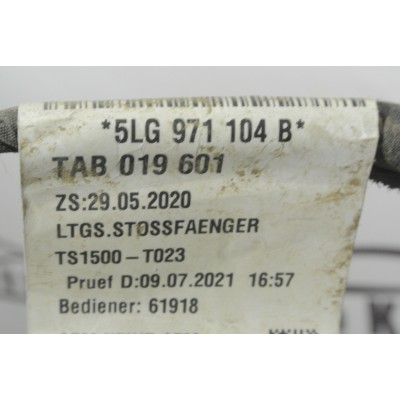 *5LG 971 104 B*
TAB 019 601
ZS:29.05.2020
LTGS.STOSSFAENGER
TS1500-T023
Pruef D:09.07.2021 16:57
Bediener: 61918